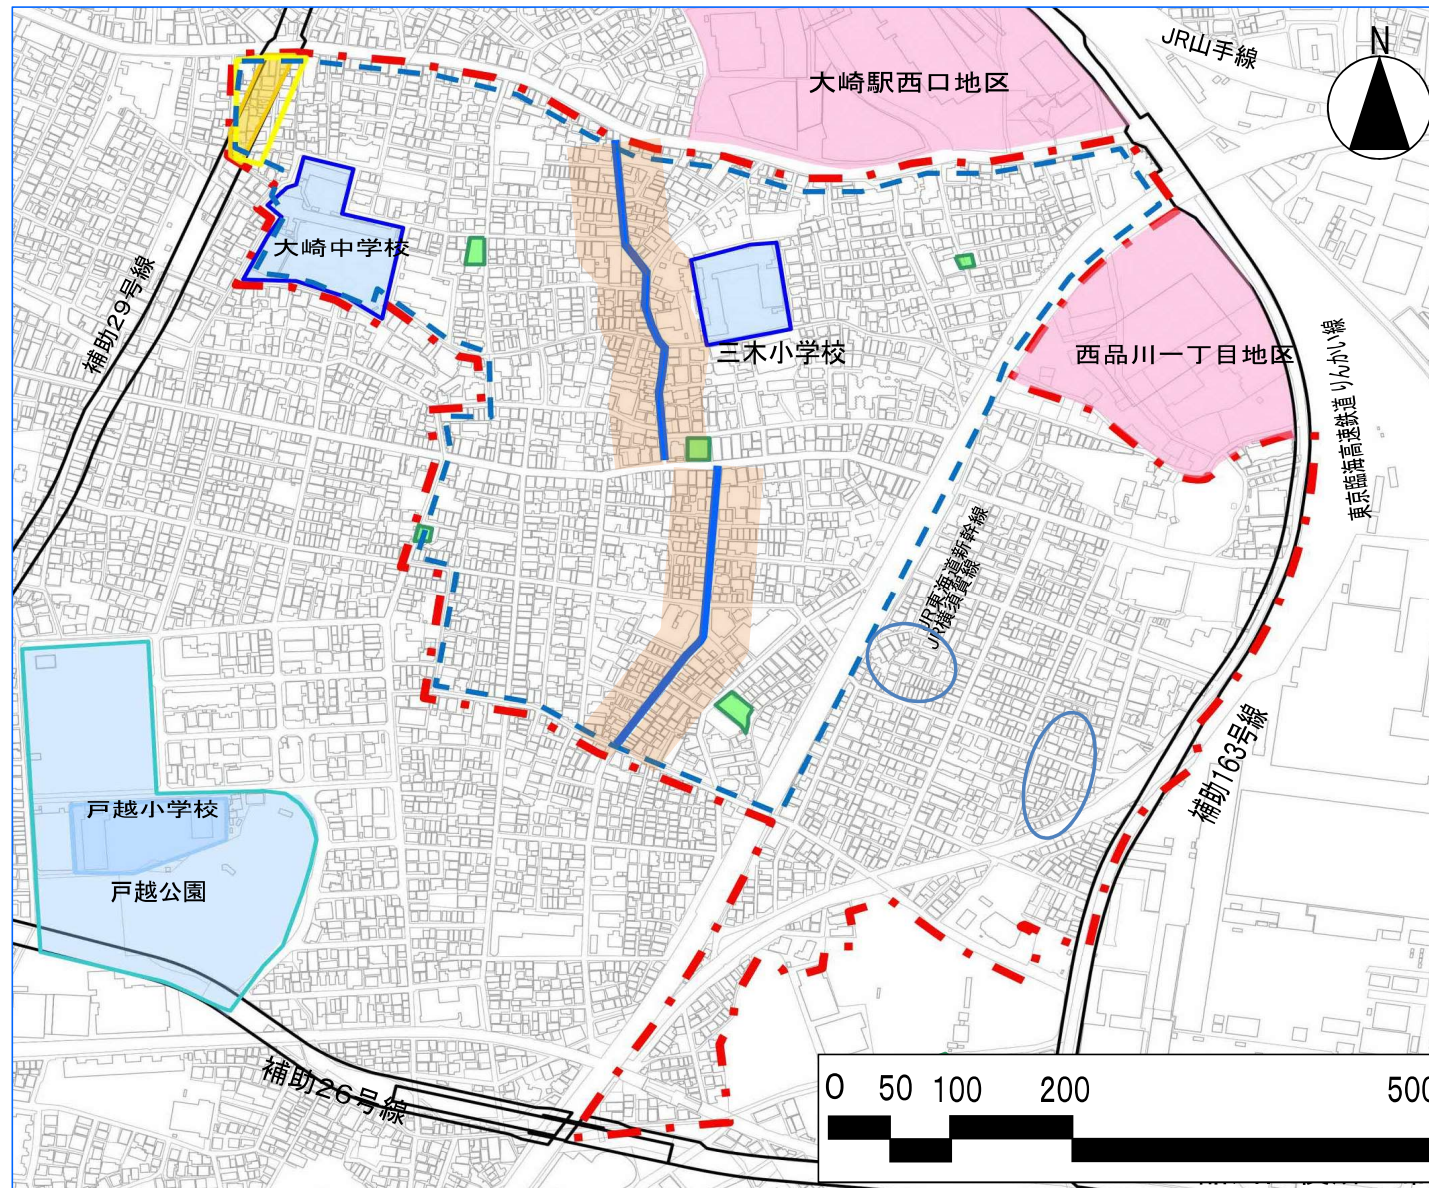 JR山手線
N
大崎駅西口地区
大崎中学校
補助29号線
三木小学校
西品川一丁目地区
東京臨海高速鉄道 りんかい線
JR東海道新幹線
JR横須賀線
補助163号線
戸越小学校
戸越公園
補助26号線
0 50 100 200 500